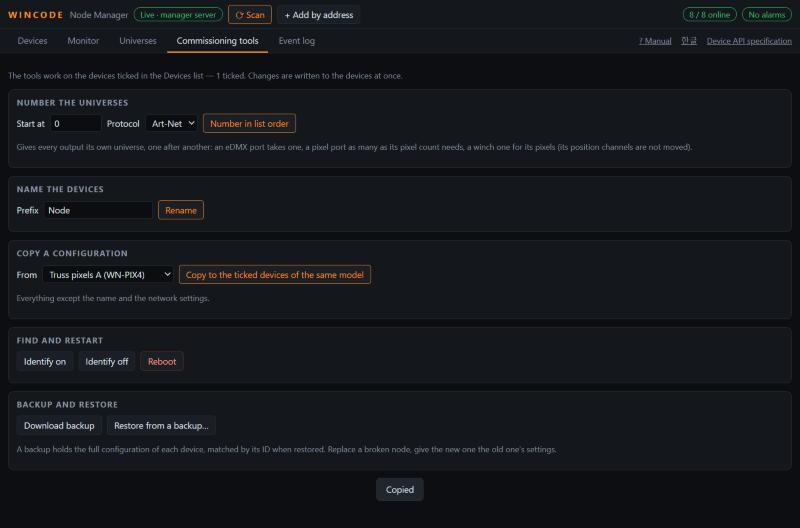 WINCODE Node Manager Live · manager server Scan + Add by address 8 / 8 online No alarms
Devices Monitor Universes Commissioning tools Event log ? Manual 한글 Device API specification
The tools work on the devices ticked in the Devices list — 1 ticked. Changes are written to the devices at once.
NUMBER THE UNIVERSES
Start at 0 Protocol Art-Net Number in list order
Gives every output its own universe, one after another: an eDMX port takes one, a pixel port as many as its pixel count needs, a winch one for its pixels (its position channels are not moved).
NAME THE DEVICES
Prefix Node Rename
COPY A CONFIGURATION
From Truss pixels A (WN-PIX4) Copy to the ticked devices of the same model
Everything except the name and the network settings.
FIND AND RESTART
Identify on Identify off Reboot
BACKUP AND RESTORE
Download backup Restore from a backup...
A backup holds the full configuration of each device, matched by its ID when restored. Replace a broken node, give the new one the old one's settings.
Copied